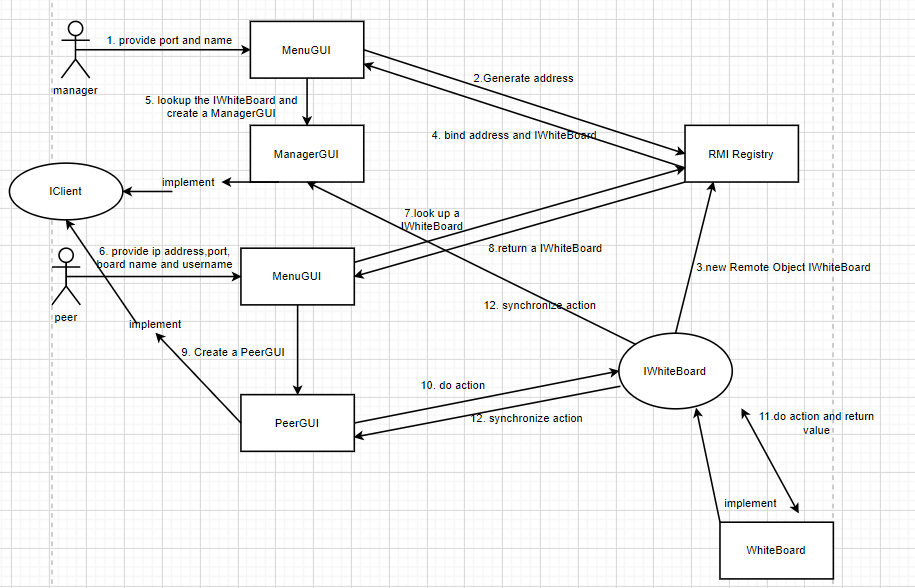 1. provide port and name
MenuGUI
manager
2.Generate address
5. lookup the IWhiteBoard and
create a ManagerGUI
4. bind address and IWhiteBoard
ManagerGUI
RMI Registry
implement
IClient
7.look up a
IWhiteBoard
8.return a IWhiteBoard
6. provide ip address,port,
board name and username
MenuGUI
3.new Remote Object IWhiteBoard
peer
12. synchronize action
implement
9. Create a PeerGUI
IWhiteBoard
10. do action
12. synchronize action
PeerGUI
11.do action and return
value
implement
WhiteBoard